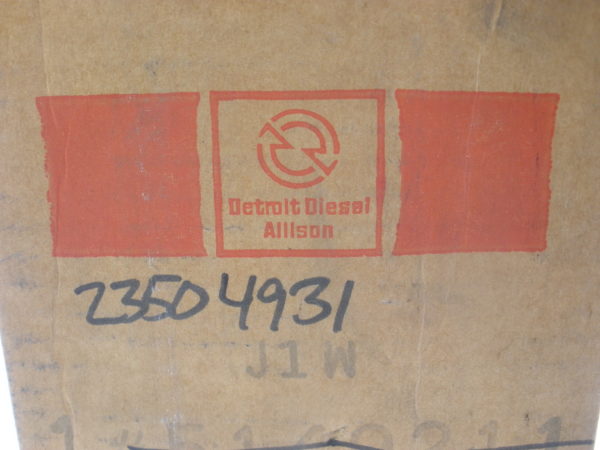 Detroit Diesel
Allison
23504931
J1W